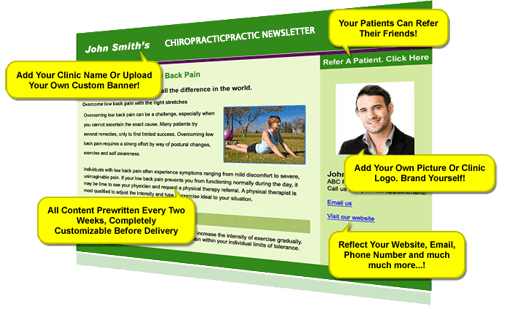 Your Patients Can Refer
Their Friends!
John Smith's
CHIROPRACTICPRACTIC NEWSLETTER
Refer A Patient. Click Here
Add Your Clinic Name Or Upload
Your Own Custom Banner!
Back Pain
all the difference in the world.
Overcome low back pain with the right stretches
Overcoming low back pain can be a challenge, especially when
you cannot ascertain the exact cause. Many patients try
several remedies, only to find limited success. Overcoming low
back pain requires a strong effort by way of postural changes,
exercise and self awareness.
Individuals with low back pain often experience symptoms ranging from mild discomfort to severe,
unimaginable pain. If your low back pain prevents you from functioning normally during the day, it
may be time to see your physician and request a physical therapy referral. A physical therapist is
most qualified to adjust the intensity and type of exercise ideal to your situation.
Add Your Own Picture Or Clinic
Logo. Brand Yourself!
John
ABC
Call us
Email us
Visit our website
All Content Prewritten Every Two
Weeks, Completely
Customizable Before Delivery
increase the intensity of exercise gradually.
pain within your individual limits of tolerance.
Reflect Your Website, Email,
Phone Number and much
much more...!